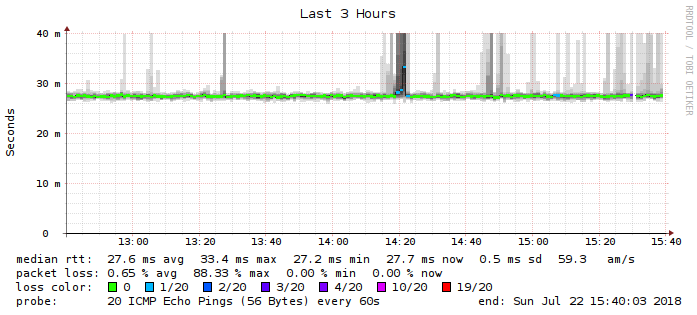 Last 3 Hours
RRDTOOL / TOBI OETIKER
Seconds
40 m
30 m
20 m
10 m
0
13:00 13:20 13:40 14:00 14:20 14:40 15:00 15:20 15:40
median rtt: 27.6 ms avg 33.4 ms max 27.2 ms min 27.7 ms now 0.5 ms sd 59.3 am/s
packet loss: 0.65 % avg 88.33 % max 0.00 % min 0.00 % now
loss color: 0 1/20 2/20 3/20 4/20 10/20 19/20
probe: 20 ICMP Echo Pings (56 Bytes) every 60s end: Sun Jul 22 15:40:03 2018